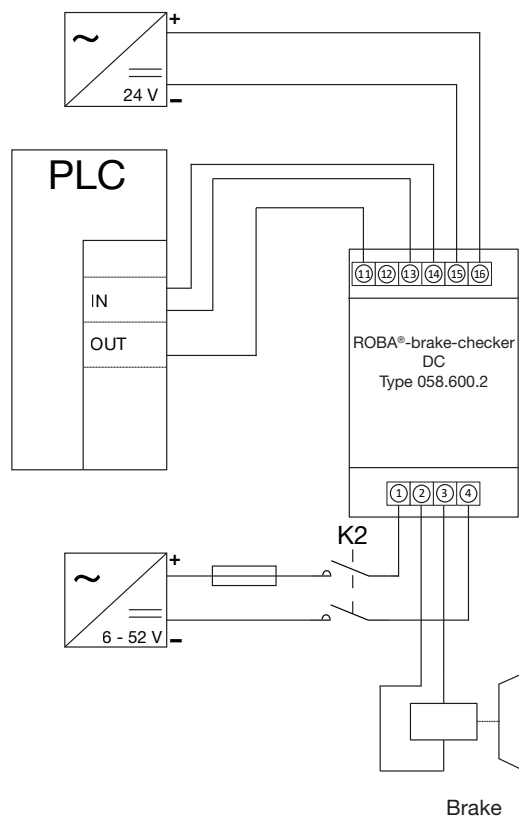 +
~
24 V
–
PLC
IN
OUT
11 12 13 14 15 16
ROBA®-brake-checker
DC
Type 058.600.2
1 2 3 4
K2
+
~
6 - 52 V
–
Brake